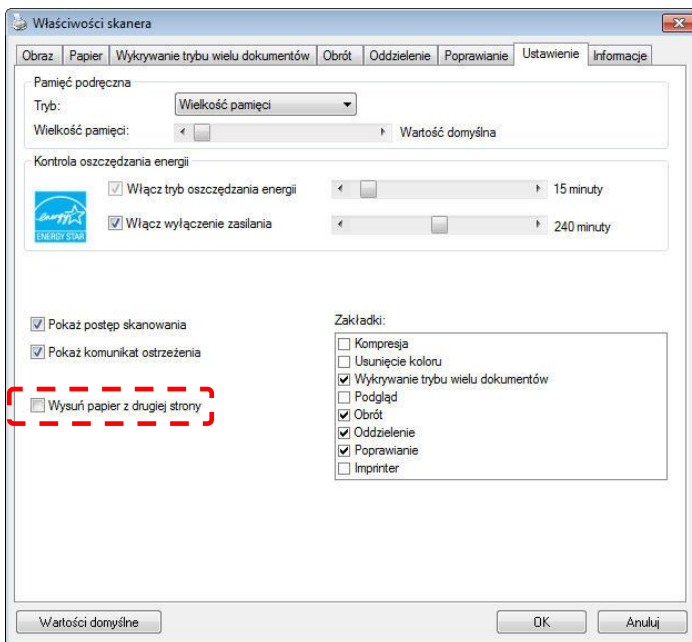 Właściwości skanera
Obraz Papier Wykrywanie trybu wielu dokumentów Obrót Oddzielenie Poprawianie Ustawienie Informacje
Pamięć podręczna
Tryb: Wielkość pamięci
Wielkość pamięci: Wartość domyślna
Kontrola oszczędzania energii
Włącz tryb oszczędzania energii 15 minuty
energy
ENERGY STAR
Włącz wyłączenie zasilania 240 minuty
Pokaż postęp skanowania
Pokaż komunikat ostrzeżenia
Wysuń papier z drugiej strony
Zakładki:
Kompresja
Usunięcie koloru
Wykrywanie trybu wielu dokumentów
Podgląd
Obrót
Oddzielenie
Poprawianie
Imprinter
Wartości domyślne OK Anuluj